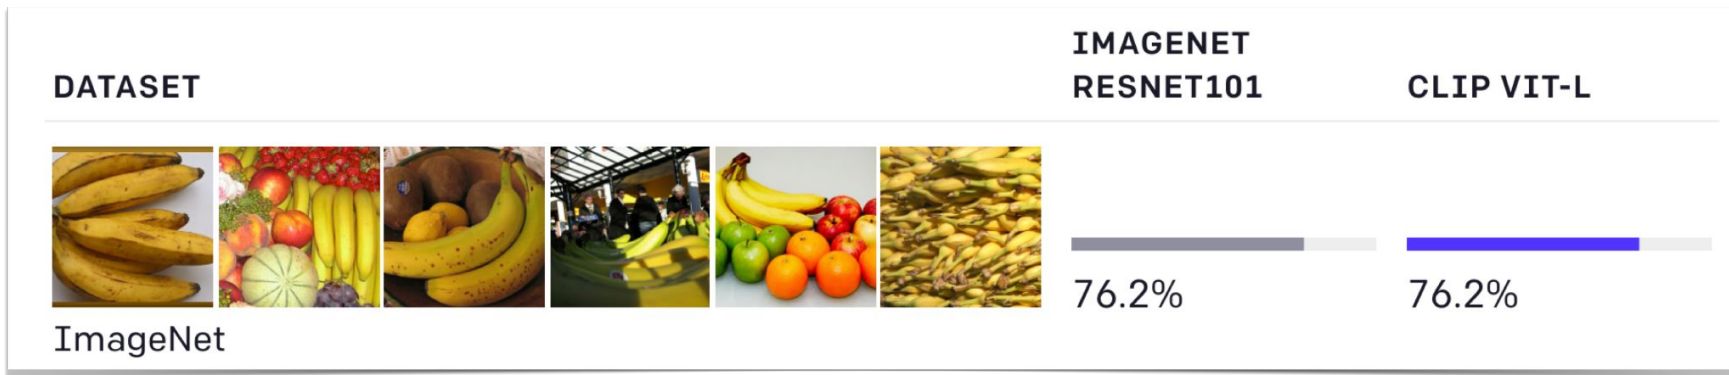 DATASET
IMAGENET
RESNET101
CLIP VIT-L
76.2%
76.2%
ImageNet